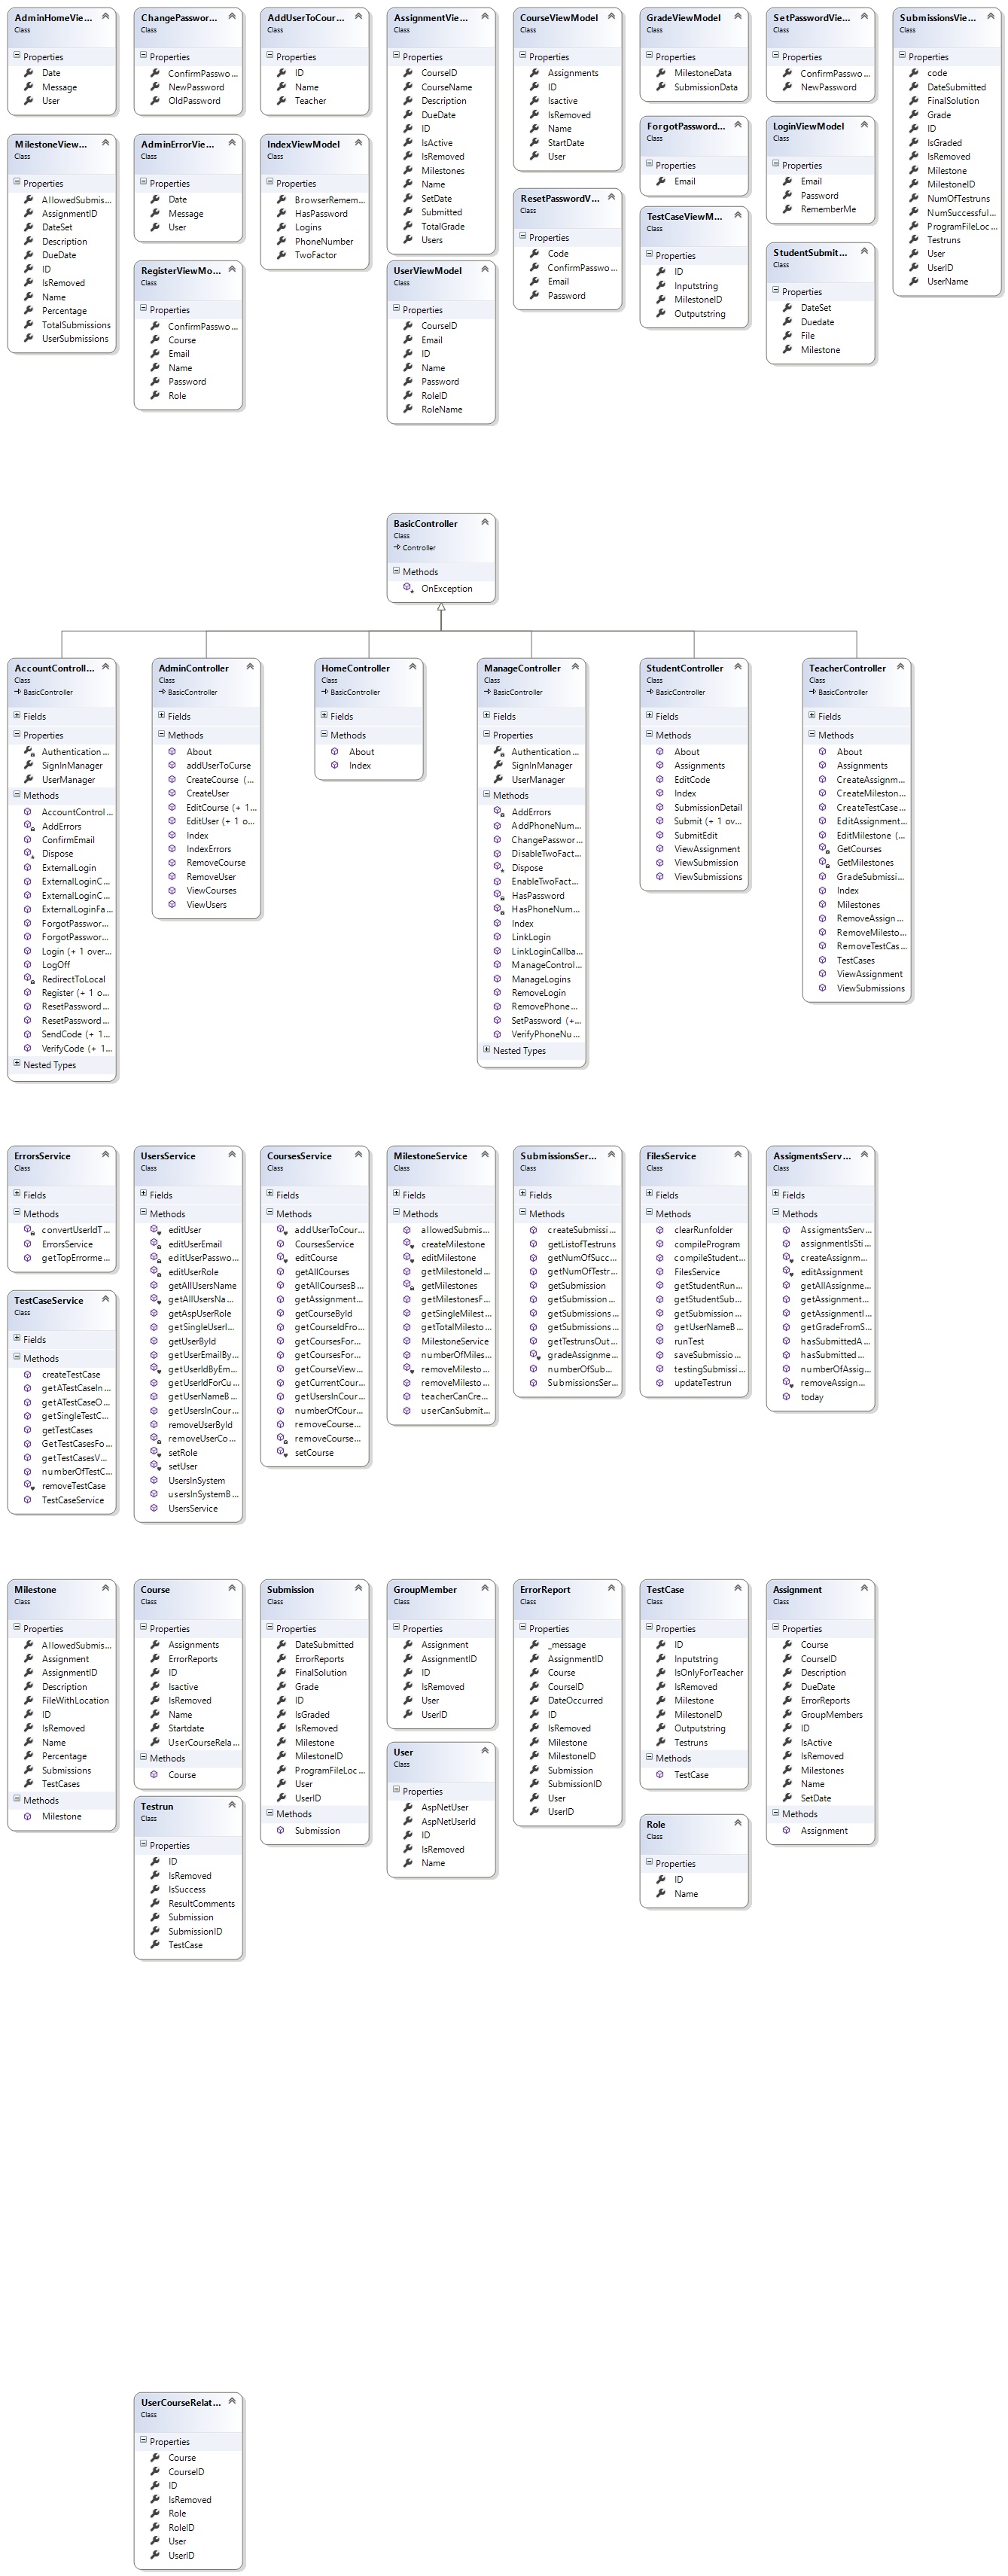 AdminHomeVie...
Class
Properties
Date
Message
User
ChangePasswor...
Class
Properties
ConfirmPasswo...
NewPassword
OldPassword
AddUserToCour...
Class
Properties
ID
Name
Teacher
AssignmentVie...
Class
Properties
CourseID
CourseName
Description
DueDate
ID
IsActive
IsRemoved
Milestones
Name
SetDate
Submitted
TotalGrade
Users
CourseViewModel
Class
Properties
Assignments
ID
Isactive
IsRemoved
Name
StartDate
User
GradeViewModel
Class
Properties
MilestoneData
SubmissionData
SetPasswordVie...
Class
Properties
ConfirmPasswo...
NewPassword
SubmissionsVie...
Class
Properties
code
DateSubmitted
FinalSolution
Grade
ID
IsGraded
IsRemoved
Milestone
MilestoneID
NumOfTestruns
NumSuccessful...
ProgramFileLoc...
Testruns
User
UserID
UserName
MilestoneView...
Class
Properties
AllowedSubmis...
AssignmentID
DateSet
Description
DueDate
ID
IsRemoved
Name
Percentage
TotalSubmissions
UserSubmissions
AdminErrorVie...
Class
Properties
Date
Message
User
IndexViewModel
Class
Properties
BrowserRemem...
HasPassword
Logins
PhoneNumber
TwoFactor
ForgotPassword...
Class
Properties
Email
LoginViewModel
Class
Properties
Email
Password
RememberMe
ResetPasswordV...
Class
Properties
Code
ConfirmPasswo...
Email
Password
TestCaseViewM...
Class
Properties
ID
Inputstring
MilestoneID
Outputstring
StudentSubmit...
Class
Properties
DateSet
Duedate
File
Milestone
RegisterViewMo...
Class
Properties
ConfirmPasswo...
Course
Email
Name
Password
Role
UserViewModel
Class
Properties
CourseID
Email
ID
Name
Password
RoleID
RoleName
BasicController
Class
Controller
Methods
OnException
AccountControll...
Class
BasicController
Fields
Properties
Authentication...
SignInManager
UserManager
Methods
AccountControl...
AddErrors
ConfirmEmail
Dispose
ExternalLogin
ExternalLoginC...
ExternalLoginC...
ExternalLoginFa...
ForgotPasswor...
ForgotPasswor...
Login (+ 1 over...
LogOff
RedirectToLocal
Register (+ 1 o...
ResetPassword...
ResetPassword...
SendCode (+ 1...
VerifyCode (+ 1...
Nested Types
AdminController
Class
BasicController
Fields
Methods
About
addUserToCurse
CreateCourse (...
CreateUser
EditCourse (+ 1...
EditUser (+ 1 o...
Index
IndexErrors
RemoveCourse
RemoveUser
ViewCourses
ViewUsers
HomeController
Class
BasicController
Fields
Methods
About
Index
ManageController
Class
BasicController
Fields
Properties
Authentication...
SignInManager
UserManager
Methods
AddErrors
AddPhoneNum...
ChangePasswor...
DisableTwoFact...
Dispose
EnableTwoFact...
HasPassword
HasPhoneNum...
Index
LinkLogin
LinkLoginCallba...
ManageControl...
ManageLogins
RemoveLogin
RemovePhone...
SetPassword (+...
VerifyPhoneNu...
Nested Types
StudentController
Class
BasicController
Fields
Methods
About
Assignments
EditCode
Index
SubmissionDetail
Submit (+ 1 ov...
SubmitEdit
ViewAssignment
ViewSubmission
ViewSubmissions
TeacherController
Class
BasicController
Fields
Methods
About
Assignments
CreateAssignm...
CreateMileston...
CreateTestCase...
EditAssignment...
EditMilestone (...
GetCourses
GetMilestones
GradeSubmissi...
Index
Milestones
RemoveAssign...
RemoveMilesto...
RemoveTestCas...
TestCases
ViewAssignment
ViewSubmissions
ErrorsService
Class
Fields
Methods
convertUserIdT...
ErrorsService
getTopErrorme...
UsersService
Class
Fields
Methods
editUser
editUserEmail
editUserPasswo...
editUserRole
getAllUsersName
getAllUsersNa...
getAspUserRole
getSingleUserI...
getUserById
getUserEmailBy...
getUserIdByEm...
getUserIdForCu...
getUserNameB...
getUsersInCour...
removeUserById
removeUserCo...
setRole
setUser
UsersInSystem
usersInSystemB...
UsersService
CoursesService
Class
Fields
Methods
addUserToCour...
CoursesService
editCourse
getAllCourses
getAllCoursesB...
getAssignment...
getCourseById
getCourseIdFro...
getCoursesFor...
getCoursesFor...
getCourseView...
getCurrentCour...
getUsersInCour...
numberOfCour...
removeCourse...
removeCourse...
setCourse
MilestoneService
Class
Fields
Methods
allowedSubmis...
createMilestone
editMilestone
getMilestoneId...
getMilestones
getMilestonesF...
getSingleMilest...
getTotalMilesto...
MilestoneService
numberOfMiles...
removeMilesto...
removeMilesto...
teacherCanCre...
userCanSubmit...
SubmissionsSer...
Class
Fields
Methods
createSubmissi...
getListofTestruns
getNumOfSucc...
getNumOfTestr...
getSubmission
getSubmission...
getSubmissions...
getSubmissions...
getTestrunsOut...
gradeAssignme...
numberOfSub...
SubmissionsSer...
FilesService
Class
Fields
Methods
clearRunfolder
compileProgram
compileStudent...
FilesService
getStudentRun...
getStudentSub...
getSubmission...
getUserNameB...
runTest
saveSubmissio...
testingSubmissi...
updateTestrun
AssigmentsServ...
Class
Fields
Methods
AssigmentsServ...
assignmentIsSti...
createAssignm...
editAssignment
getAllAssignme...
getAssignment...
getAssignmentI...
getGradeFromS...
hasSubmittedA...
hasSubmitted...
numberOfAssig...
removeAssign...
today
TestCaseService
Class
Fields
Methods
createTestCase
getATestCaseIn...
getATestCaseO...
getSingleTestC...
getTestCases
GetTestCasesFo...
getTestCasesV...
numberOfTestC...
removeTestCase
TestCaseService
Milestone
Class
Properties
AllowedSubmis...
Assignment
AssignmentID
Description
FileWithLocation
ID
IsRemoved
Name
Percentage
Submissions
TestCases
Methods
Milestone
Course
Class
Properties
Assignments
ErrorReports
ID
Isactive
IsRemoved
Name
Startdate
UserCourseRela...
Methods
Course
Submission
Class
Properties
DateSubmitted
ErrorReports
FinalSolution
Grade
ID
IsGraded
IsRemoved
Milestone
MilestoneID
ProgramFileLoc...
User
UserID
Methods
Submission
GroupMember
Class
Properties
Assignment
AssignmentID
ID
IsRemoved
User
UserID
ErrorReport
Class
Properties
_message
AssignmentID
Course
CourseID
DateOccurred
ID
IsRemoved
Milestone
MilestoneID
Submission
SubmissionID
User
UserID
TestCase
Class
Properties
ID
Inputstring
IsOnlyForTeacher
IsRemoved
Milestone
MilestoneID
Outputstring
Testruns
Methods
TestCase
Assignment
Class
Properties
Course
CourseID
Description
DueDate
ErrorReports
GroupMembers
ID
IsActive
IsRemoved
Milestones
Name
SetDate
Methods
Assignment
User
Class
Properties
AspNetUser
AspNetUserId
ID
IsRemoved
Name
Testrun
Class
Properties
ID
IsRemoved
IsSuccess
ResultComments
Submission
SubmissionID
TestCase
Role
Class
Properties
ID
Name
UserCourseRelat...
Class
Properties
Course
CourseID
ID
IsRemoved
Role
RoleID
User
UserID